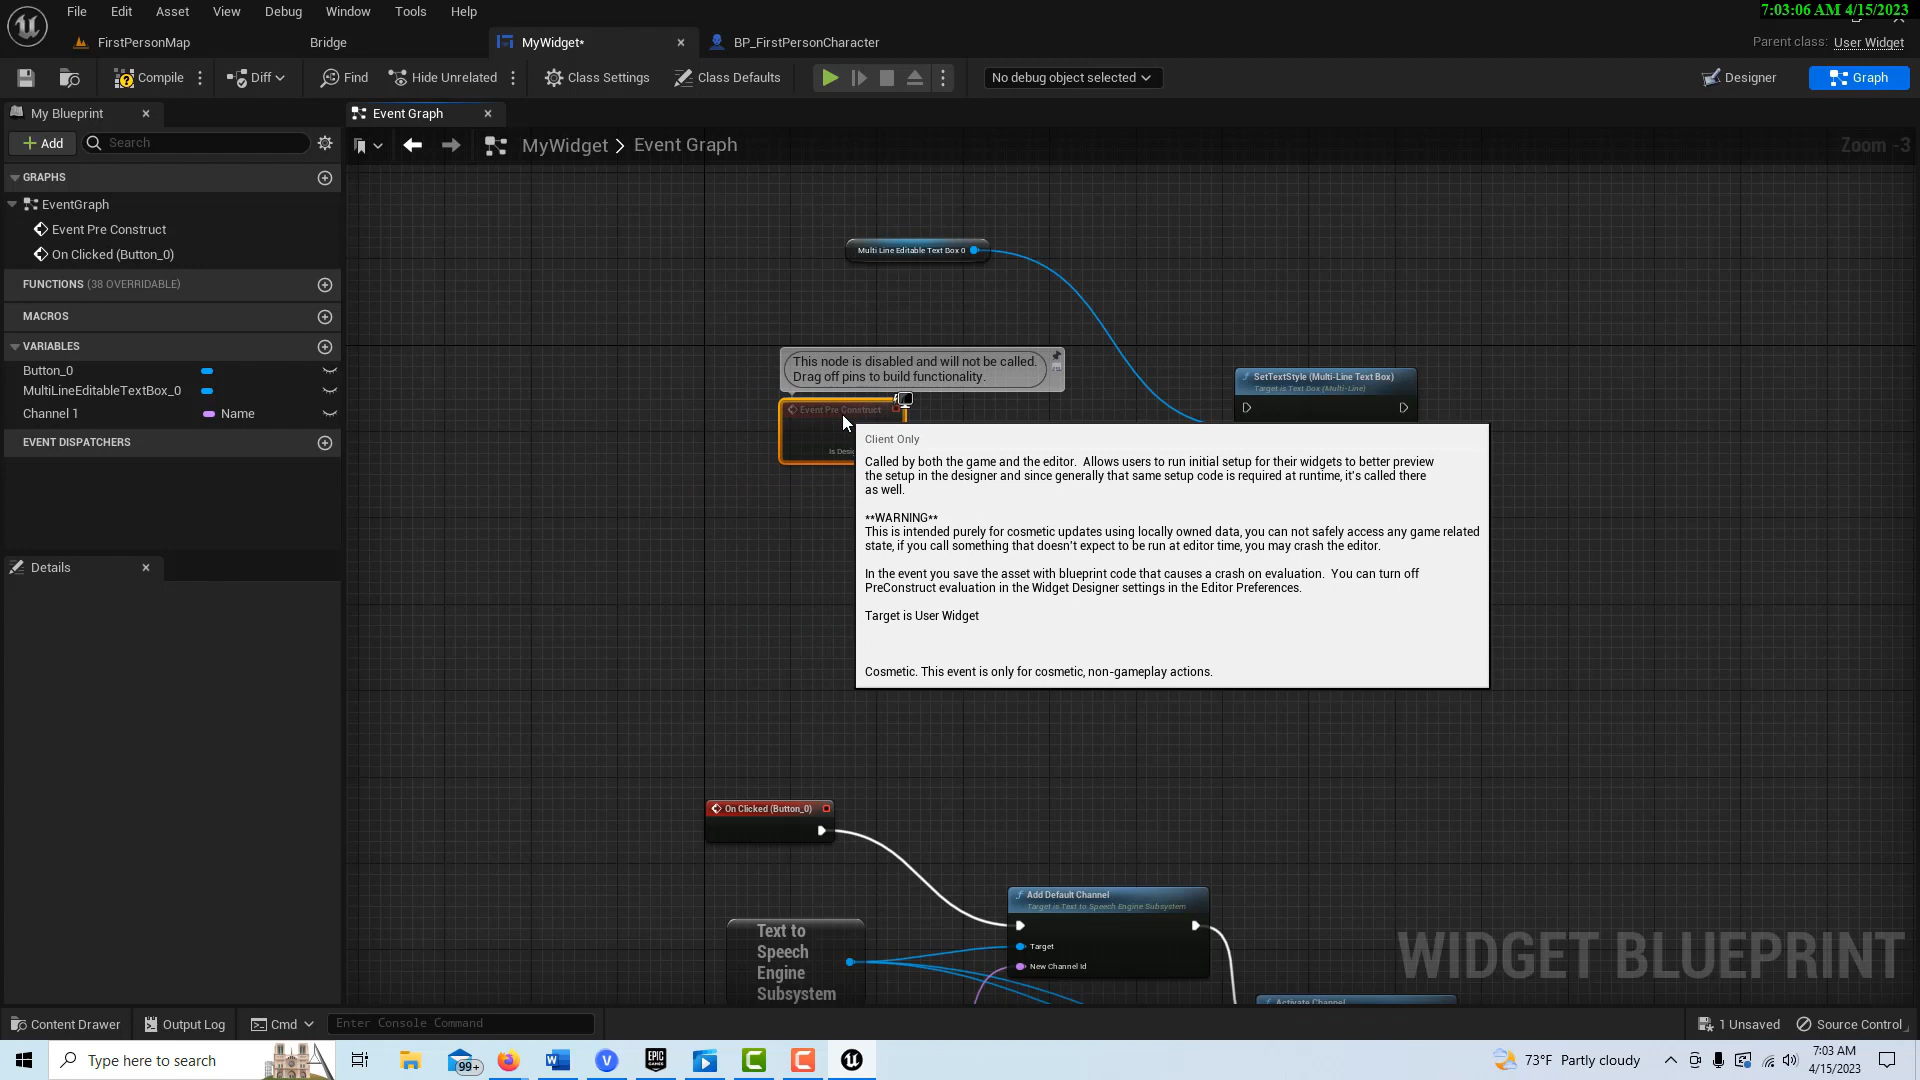 File Edit Asset View Debug Window Tools Help
7:03:06 AM 4/15/2023
FirstPersonMap
Bridge
MyWidget*
BP_FirstPersonCharacter
Parent class: User Widget
Compile
Diff
Find
Hide Unrelated
Class Settings
Class Defaults
No debug object selected
Designer
Graph
My Blueprint
Event Graph
Add
Search
MyWidget > Event Graph
Zoom -3
GRAPHS
EventGraph
Event Pre Construct
On Clicked (Button_0)
FUNCTIONS (38 OVERRIDABLE)
MACROS
VARIABLES
Button_0
MultiLineEditableTextBox_0
Channel 1 Name
EVENT DISPATCHERS
Details
Multi Line Editable Text Box 0
This node is disabled and will not be called.
Drag off pins to build functionality.
Event Pre Construct
SetTextStyle (Multi-Line Text Box)
Target is Text Box (Multi-Line)
Client Only
Called by both the game and the editor. Allows users to run initial setup for their widgets to better preview
the setup in the designer and since generally that same setup code is required at runtime, it's called there
as well.
**WARNING**
This is intended purely for cosmetic updates using locally owned data, you can not safely access any game related
state, if you call something that doesn't expect to be run at editor time, you may crash the editor.
In the event you save the asset with blueprint code that causes a crash on evaluation. You can turn off
PreConstruct evaluation in the Widget Designer settings in the Editor Preferences.
Target is User Widget
Cosmetic. This event is only for cosmetic, non-gameplay actions.
On Clicked (Button_0)
Add Default Channel
Target is Text to Speech Engine Subsystem
Target
New Channel Id
Text to
Speech
Engine
Subsystem
Activate Channel
WIDGET BLUEPRINT
Content Drawer
Output Log
Cmd
Enter Console Command
1 Unsaved
Source Control
Type here to search
99+
73°F Partly cloudy
7:03 AM
4/15/2023